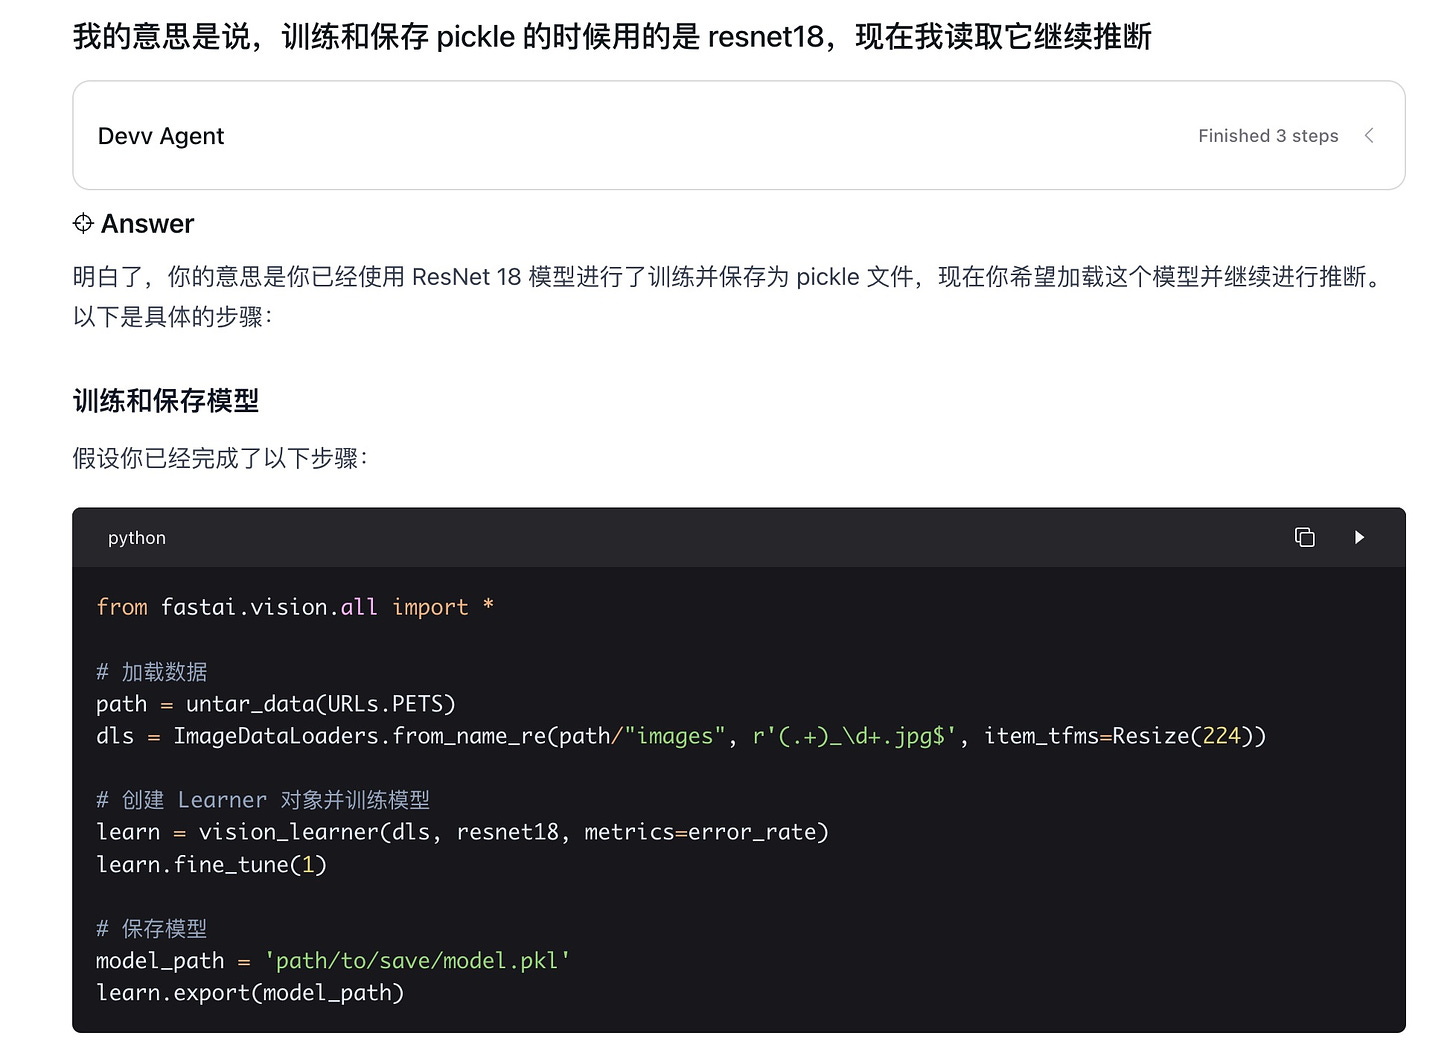 我的意思是说，训练和保存 pickle 的时候用的是 resnet18，现在我读取它继续推断
Devv Agent
Finished 3 steps
Answer
明白了，你的意思是你已经使用 ResNet 18 模型进行了训练并保存为 pickle 文件，现在你希望加载这个模型并继续进行推断。
以下是具体的步骤：
训练和保存模型
假设你已经完成了以下步骤：
python
from fastai.vision.all import *
# 加载数据
path = untar_data(URLs.PETS)
dls = ImageDataLoaders.from_name_re(path/"images", r'(.+)_\d+.jpg$', item_tfms=Resize(224))
# 创建 Learner 对象并训练模型
learn = vision_learner(dls, resnet18, metrics=error_rate)
learn.fine_tune(1)
# 保存模型
model_path = 'path/to/save/model.pkl'
learn.export(model_path)